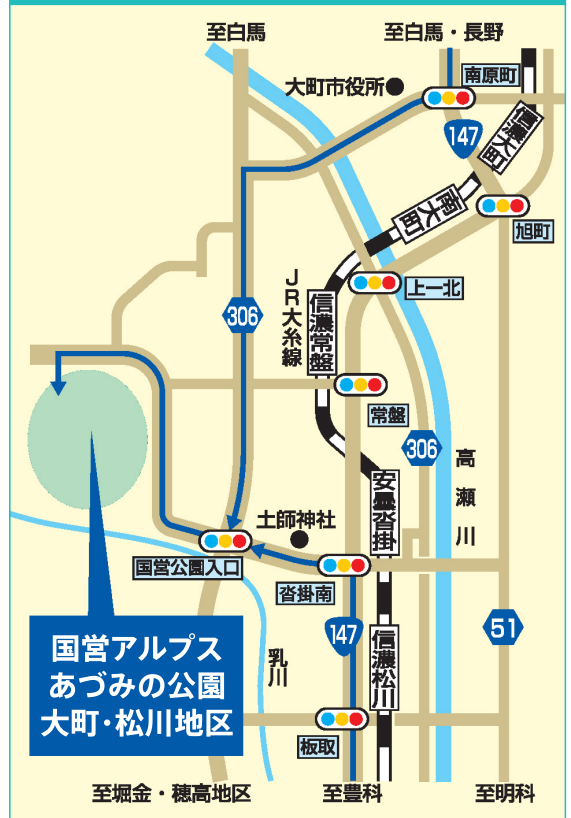 至白馬
至白馬・長野
南原町
大町市役所
147
信濃大町
南大町
旭町
上一北
JR大糸線
信濃常盤
306
常盤
306
高瀬川
安曇沓掛
土師神社
国営公園入口
沓掛南
51
147
信濃松川
乳川
国営アルプス
あづみの公園
大町・松川地区
板取
至堀金・穂高地区
至豊科
至明科